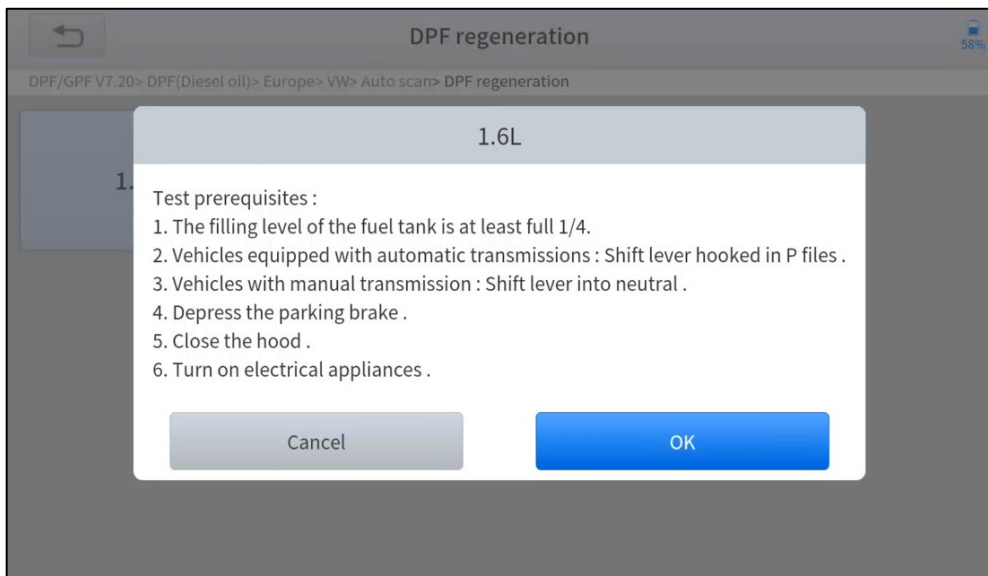 DPF regeneration
58%
DPF/GPF V7.20> DPF(Diesel oil)> Europe> VW> Auto scan> DPF regeneration
1.6L
1.
Test prerequisites :
1. The filling level of the fuel tank is at least full 1/4.
2. Vehicles equipped with automatic transmissions : Shift lever hooked in P files .
3. Vehicles with manual transmission : Shift lever into neutral .
4. Depress the parking brake .
5. Close the hood .
6. Turn on electrical appliances .
Cancel
OK